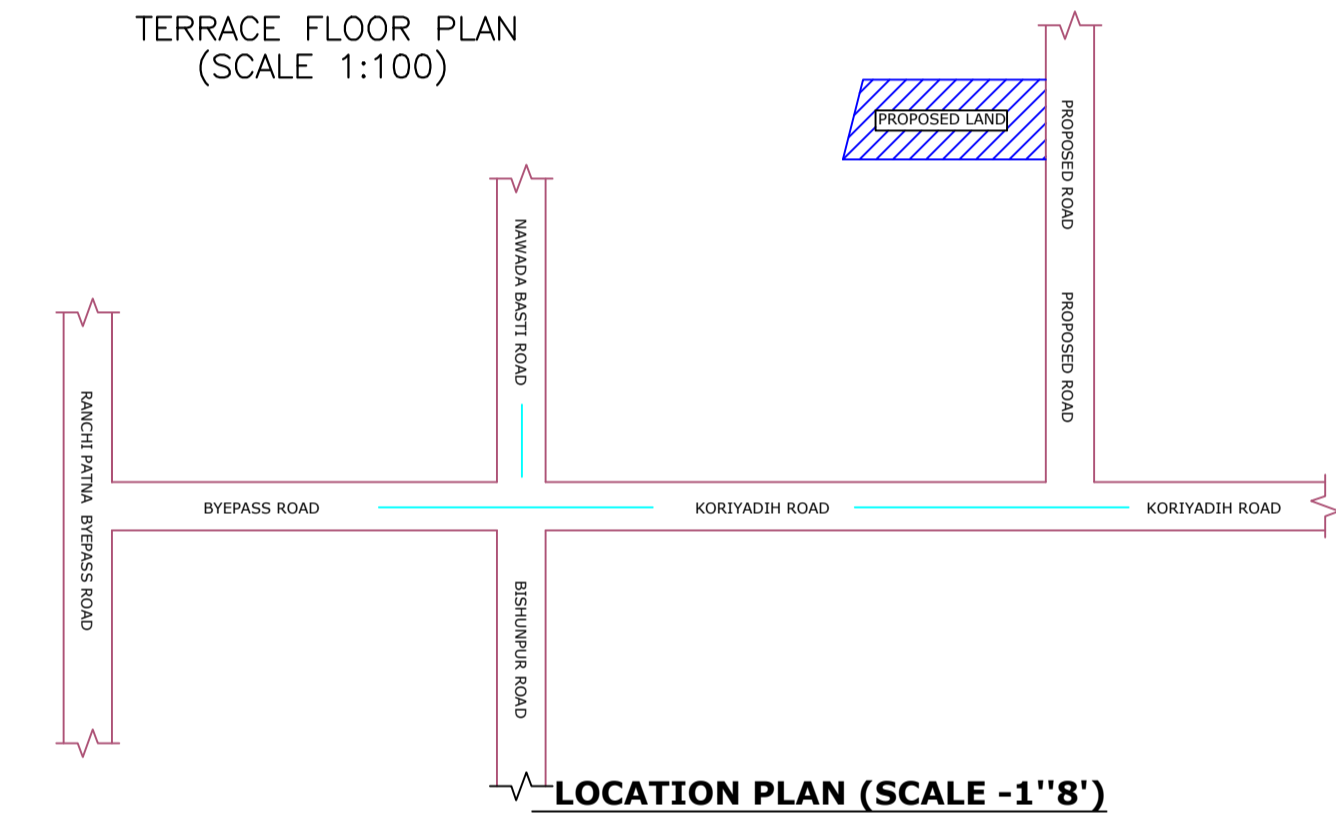 TERRACE FLOOR PLAN
(SCALE 1:100)
PROPOSED LAND
PROPOSED ROAD
PROPOSED ROAD
NAWADA BASTI ROAD
RANCHI PATNA BYEPASS ROAD
BYEPASS ROAD
KORIYADIH ROAD
KORIYADIH ROAD
BISHUNPUR ROAD
LOCATION PLAN (SCALE -1''8')